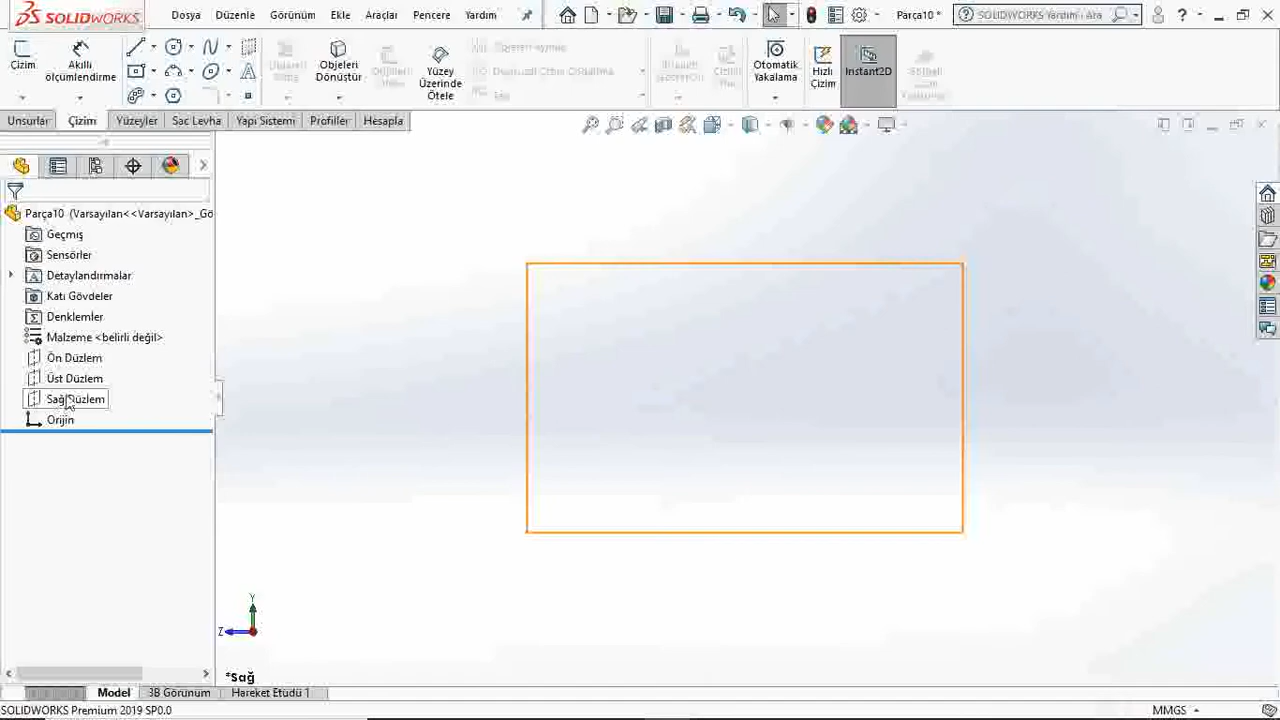 SOLIDWORKS
Dosya Düzenle Görünüm Ekle Araçlar Pencere Yardım
Parça10 *
SOLIDWORKS Yardım - Ara
Çizim
Akıllı ölçümlendirme
Objeleri Dönüştür
Yüzey Üzerinde Ötele
Otomatik Yakalama
Hızlı Çizim
Instant2D
Unsurlar Çizim Yüzeyler Sac Levha Yapı Sistemi Profiller Hesapla
Parça10 (Varsayılan<<Varsayılan>_Gö
Geçmiş
Sensörler
Detaylandırmalar
Katı Gövdeler
Denklemler
Malzeme <belirli değil>
Ön Düzlem
Üst Düzlem
Sağ Düzlem
Orijin
Y
Z
*Sağ
Model 3B Görünüm Hareket Etüdü 1
SOLIDWORKS Premium 2019 SP0.0
MMGS